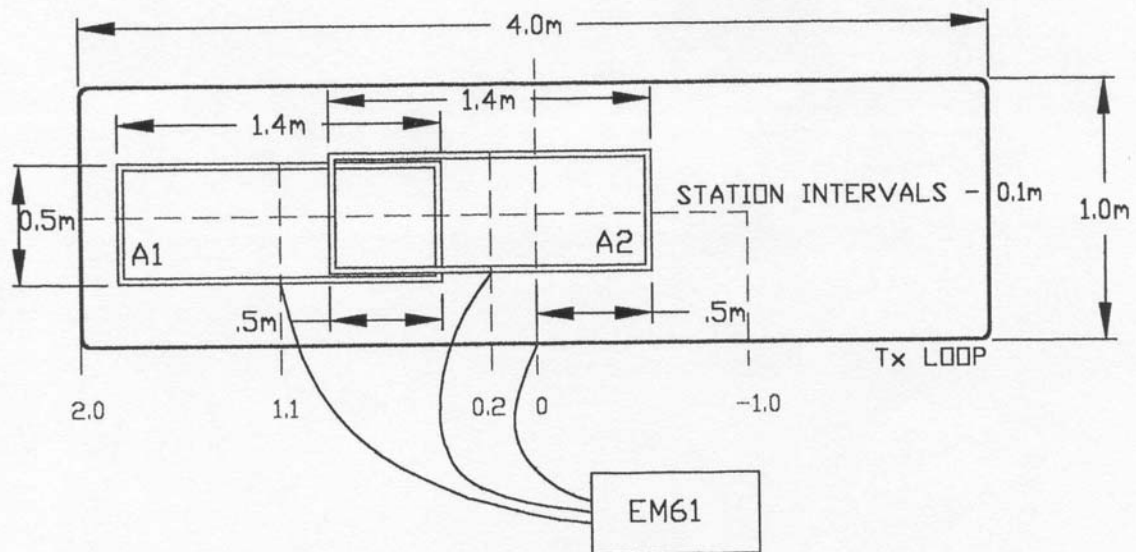 4.0m
1.4m
1.4m
STATION INTERVALS - 0.1m
0.5m
1.0m
A1
A2
.5m
.5m
Tx LOOP
2.0
1.1
0.2
0
-1.0
EM61